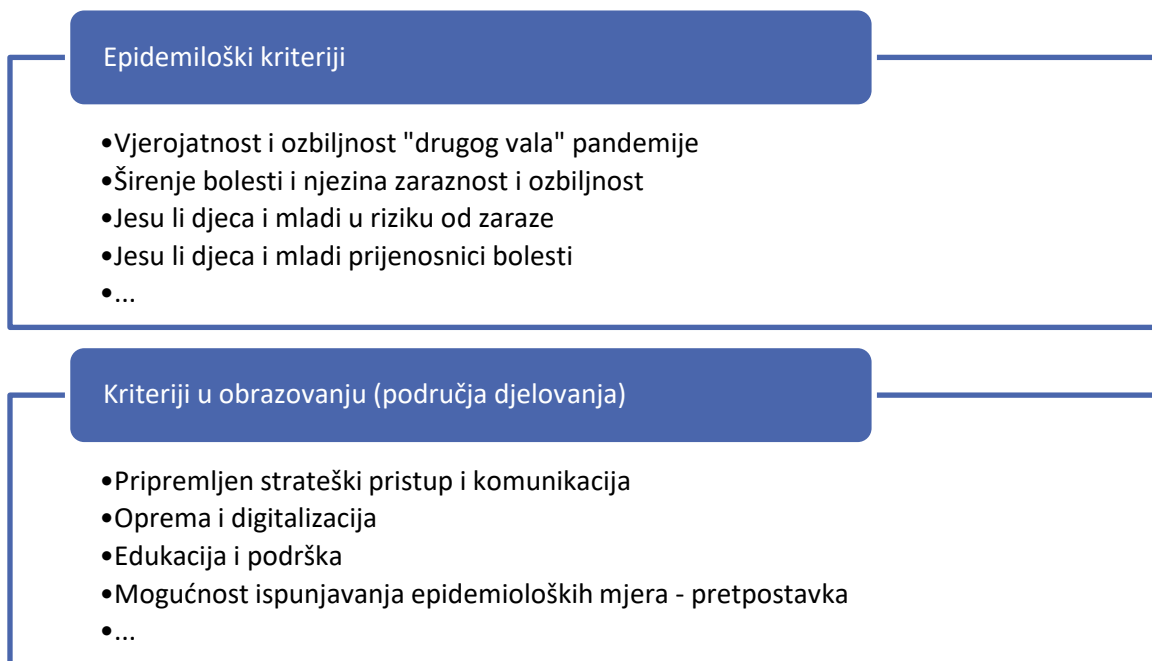 Epidemiloški kriteriji
•Vjerojatnost i ozbiljnost "drugog vala" pandemije
•Širenje bolesti i njezina zaraznost i ozbiljnost
•Jesu li djeca i mladi u riziku od zaraze
•Jesu li djeca i mladi prijenosnici bolesti
•...
Kriteriji u obrazovanju (područja djelovanja)
•Pripremljen strateški pristup i komunikacija
•Oprema i digitalizacija
•Edukacija i podrška
•Mogućnost ispunjavanja epidemioloških mjera - pretpostavka
•...